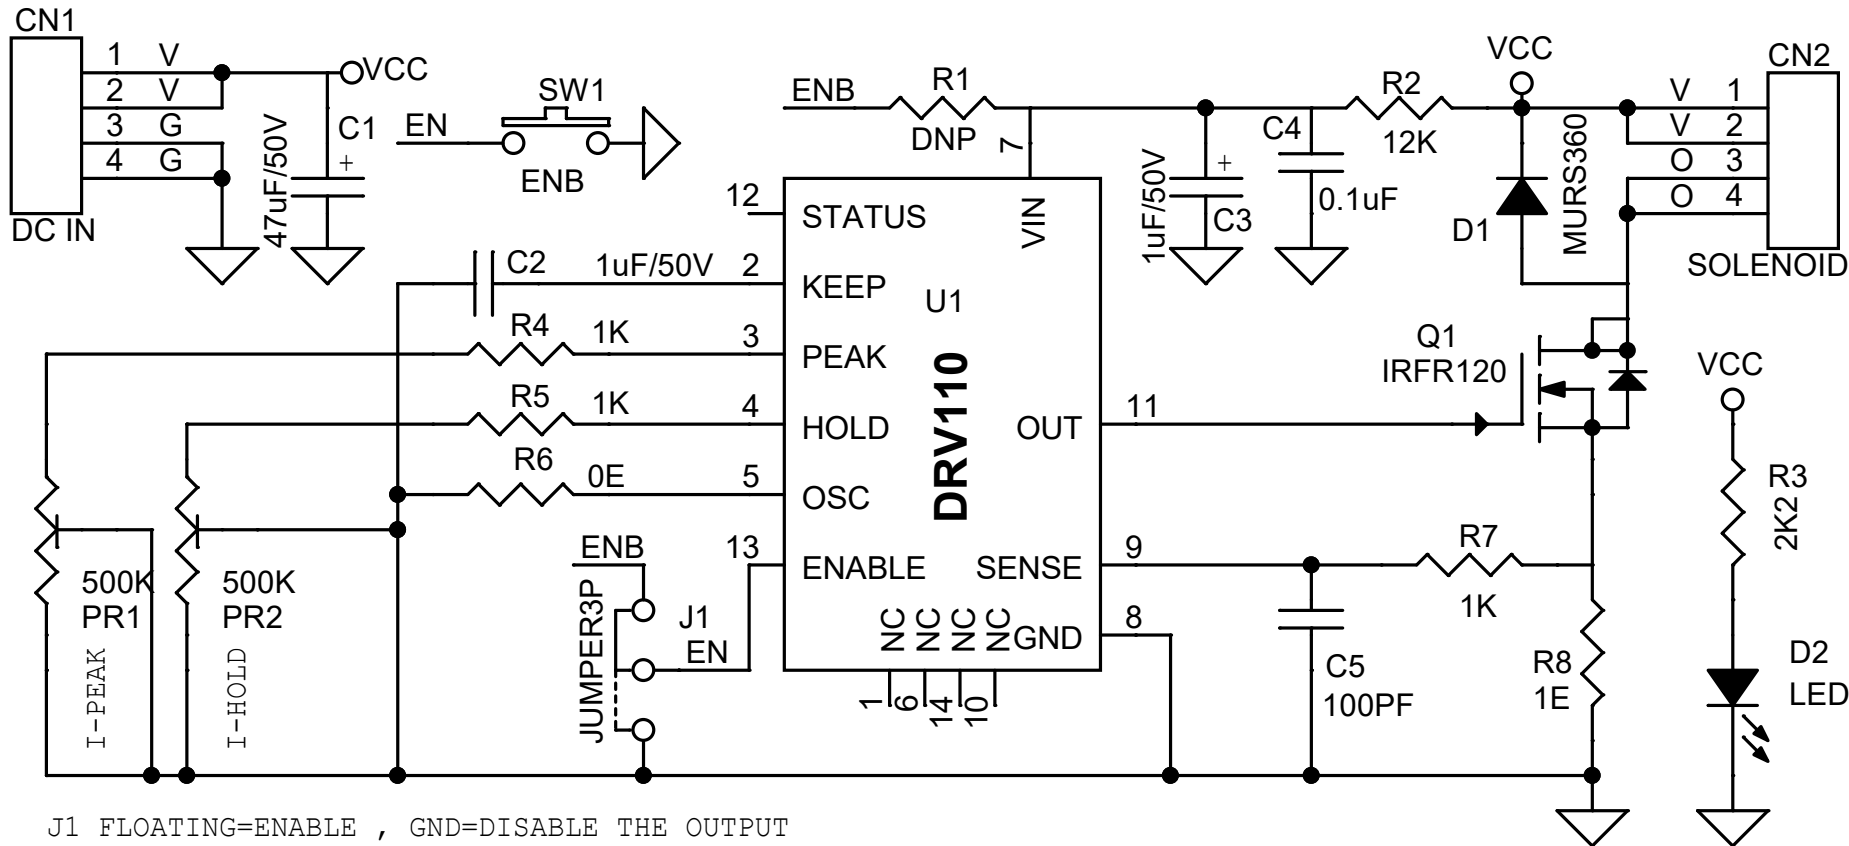 CN1
1 V
2 V
3 G
4 G
DC IN
VCC
47uF/50V
C1
+
EN
SW1
ENB
ENB
R1
DNP
7
VIN
1uF/50V
+
C3
C4
0.1uF
R2
12K
VCC
D1
MURS360
CN2
V 1
V 2
O 3
O 4
SOLENOID
12
STATUS
C2
1uF/50V
2
KEEP
U1
DRV110
R4
1K
3
PEAK
R5
1K
4
HOLD
R6
0E
5
OSC
ENB
13
ENABLE
OUT
11
Q1
IRFR120
VCC
R3
2K2
D2
LED
SENSE
9
R7
1K
GND
8
NC
NC
NC
NC
1
6
14
10
C5
100PF
R8
1E
500K
PR1
I-PEAK
500K
PR2
I-HOLD
JUMPER3P
J1
EN
J1 FLOATING=ENABLE , GND=DISABLE THE OUTPUT